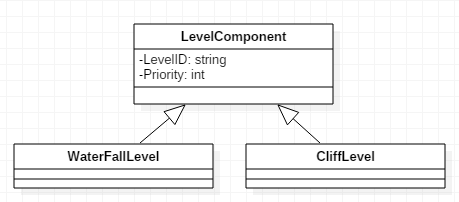 LevelComponent
-LevelID: string
-Priority: int
WaterFallLevel
CliffLevel